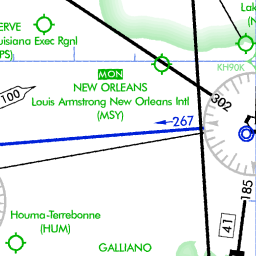 ERVE
uisiana Exec Rgnl
PS)
Lak
(N
KH90K
MON
NEW ORLEANS
Louis Armstrong New Orleans Intl
(MSY)
100
302
267
185
41
Houma-Terrebonne
(HUM)
GALLIANO